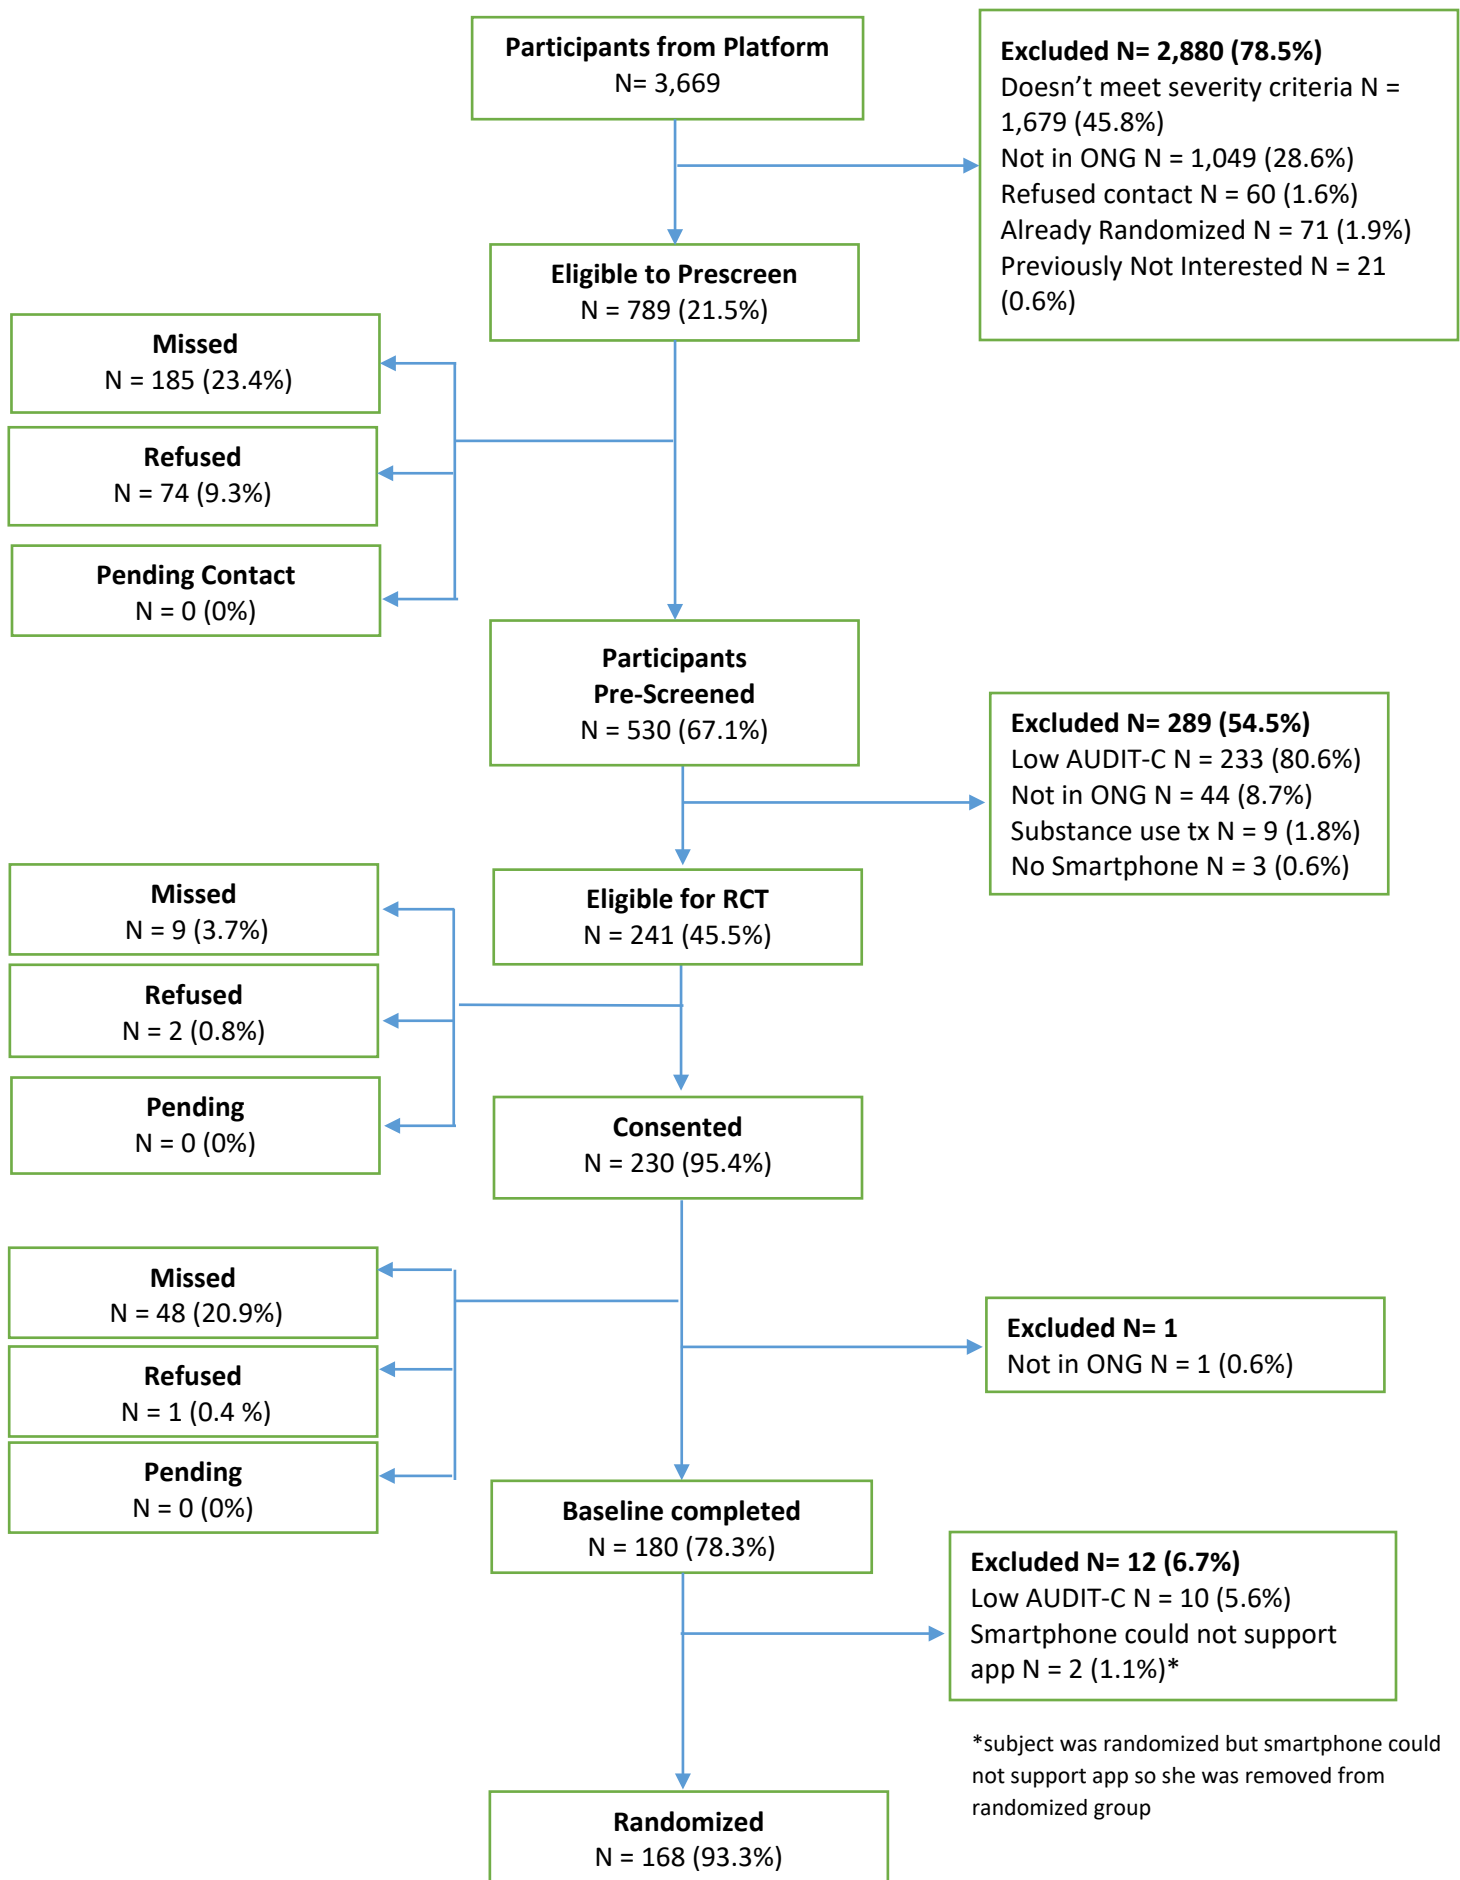 Participants from Platform
N= 3,669
Excluded N= 2,880 (78.5%)
Doesn’t meet severity criteria N =
1,679 (45.8%)
Not in ONG N = 1,049 (28.6%)
Refused contact N = 60 (1.6%)
Already Randomized N = 71 (1.9%)
Previously Not Interested N = 21
(0.6%)
Eligible to Prescreen
N = 789 (21.5%)
Missed
N = 185 (23.4%)
Refused
N = 74 (9.3%)
Pending Contact
N = 0 (0%)
Participants
Pre-Screened
N = 530 (67.1%)
Excluded N= 289 (54.5%)
Low AUDIT-C N = 233 (80.6%)
Not in ONG N = 44 (8.7%)
Substance use tx N = 9 (1.8%)
No Smartphone N = 3 (0.6%)
Eligible for RCT
N = 241 (45.5%)
Missed
N = 9 (3.7%)
Refused
N = 2 (0.8%)
Pending
N = 0 (0%)
Consented
N = 230 (95.4%)
Missed
N = 48 (20.9%)
Refused
N = 1 (0.4 %)
Pending
N = 0 (0%)
Excluded N= 1
Not in ONG N = 1 (0.6%)
Baseline completed
N = 180 (78.3%)
Excluded N= 12 (6.7%)
Low AUDIT-C N = 10 (5.6%)
Smartphone could not support
app N = 2 (1.1%)*
*subject was randomized but smartphone could
not support app so she was removed from
randomized group
Randomized
N = 168 (93.3%)